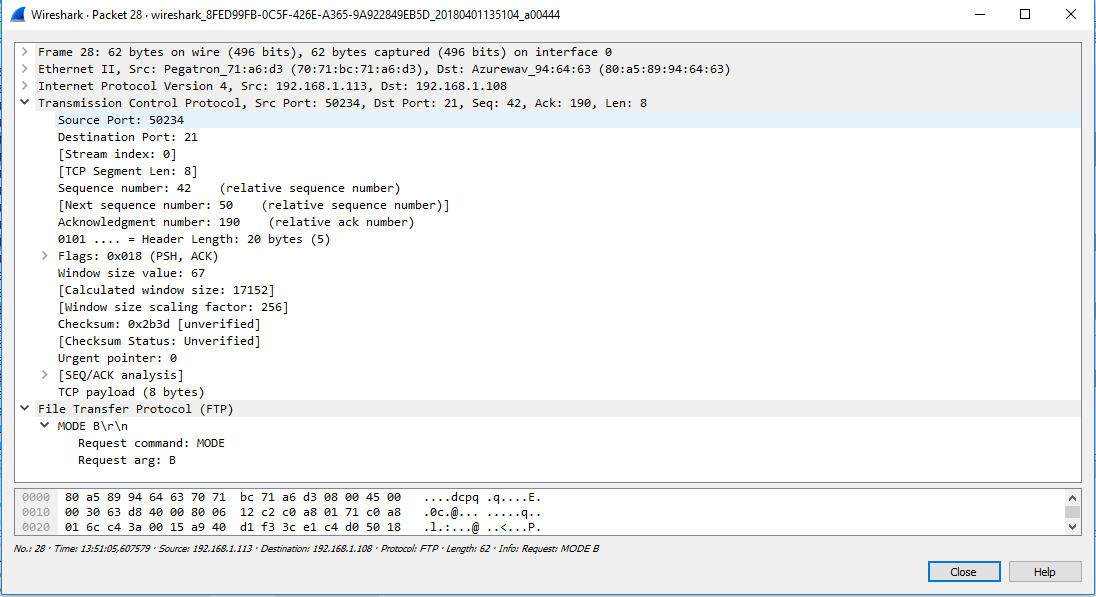 Wireshark · Packet 28 · wireshark_8FED99FB-0C5F-426E-A365-9A922849EB5D_20180401135104_a00444
Frame 28: 62 bytes on wire (496 bits), 62 bytes captured (496 bits) on interface 0
Ethernet II, Src: Pegatron_71:a6:d3 (70:71:bc:71:a6:d3), Dst: Azurewav_94:64:63 (80:a5:89:94:64:63)
Internet Protocol Version 4, Src: 192.168.1.113, Dst: 192.168.1.108
Transmission Control Protocol, Src Port: 50234, Dst Port: 21, Seq: 42, Ack: 190, Len: 8
Source Port: 50234
Destination Port: 21
[Stream index: 0]
[TCP Segment Len: 8]
Sequence number: 42    (relative sequence number)
[Next sequence number: 50    (relative sequence number)]
Acknowledgment number: 190    (relative ack number)
0101 .... = Header Length: 20 bytes (5)
Flags: 0x018 (PSH, ACK)
Window size value: 67
[Calculated window size: 17152]
[Window size scaling factor: 256]
Checksum: 0x2b3d [unverified]
[Checksum Status: Unverified]
Urgent pointer: 0
[SEQ/ACK analysis]
TCP payload (8 bytes)
File Transfer Protocol (FTP)
MODE B\r\n
Request command: MODE
Request arg: B
0000  80 a5 89 94 64 63 70 71  bc 71 a6 d3 08 00 45 00   ....dcpq .q....E.
0010  00 30 63 d8 40 00 80 06  12 c2 c0 a8 01 71 c0 a8   .0c.@... .....q..
0020  01 6c c4 3a 00 15 a9 40  d1 f3 3c e1 c4 d0 50 18   .l.:...@ ..<...P.
No.: 28 · Time: 13:51:05,607579 · Source: 192.168.1.113 · Destination: 192.168.1.108 · Protocol: FTP · Length: 62 · Info: Request: MODE B
Close
Help